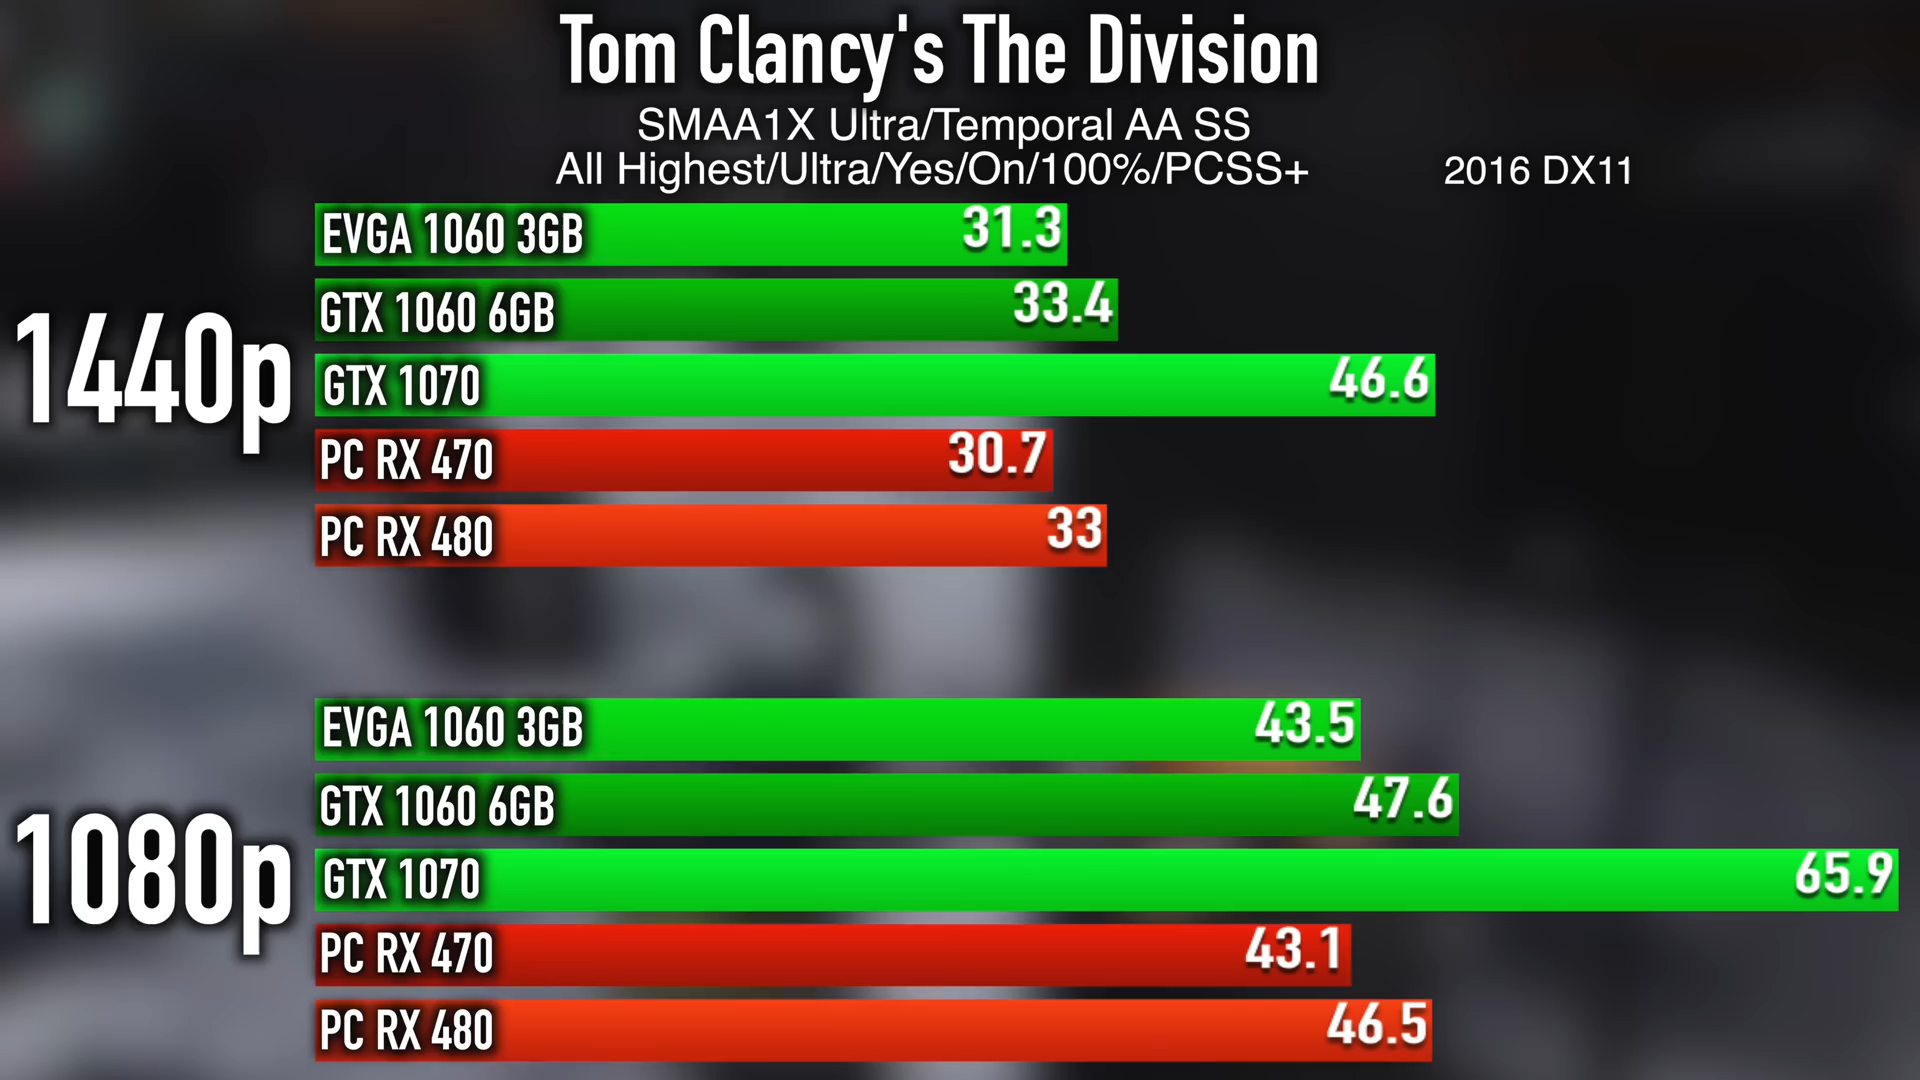 Tom Clancy's The Division
SMAA1X Ultra/Temporal AA SS
All Highest/Ultra/Yes/On/100%/PCSS+
2016 DX11
1440p
EVGA 1060 3GB 31.3
GTX 1060 6GB 33.4
GTX 1070 46.6
PC RX 470 30.7
PC RX 480 33
1080p
EVGA 1060 3GB 43.5
GTX 1060 6GB 47.6
GTX 1070 65.9
PC RX 470 43.1
PC RX 480 46.5